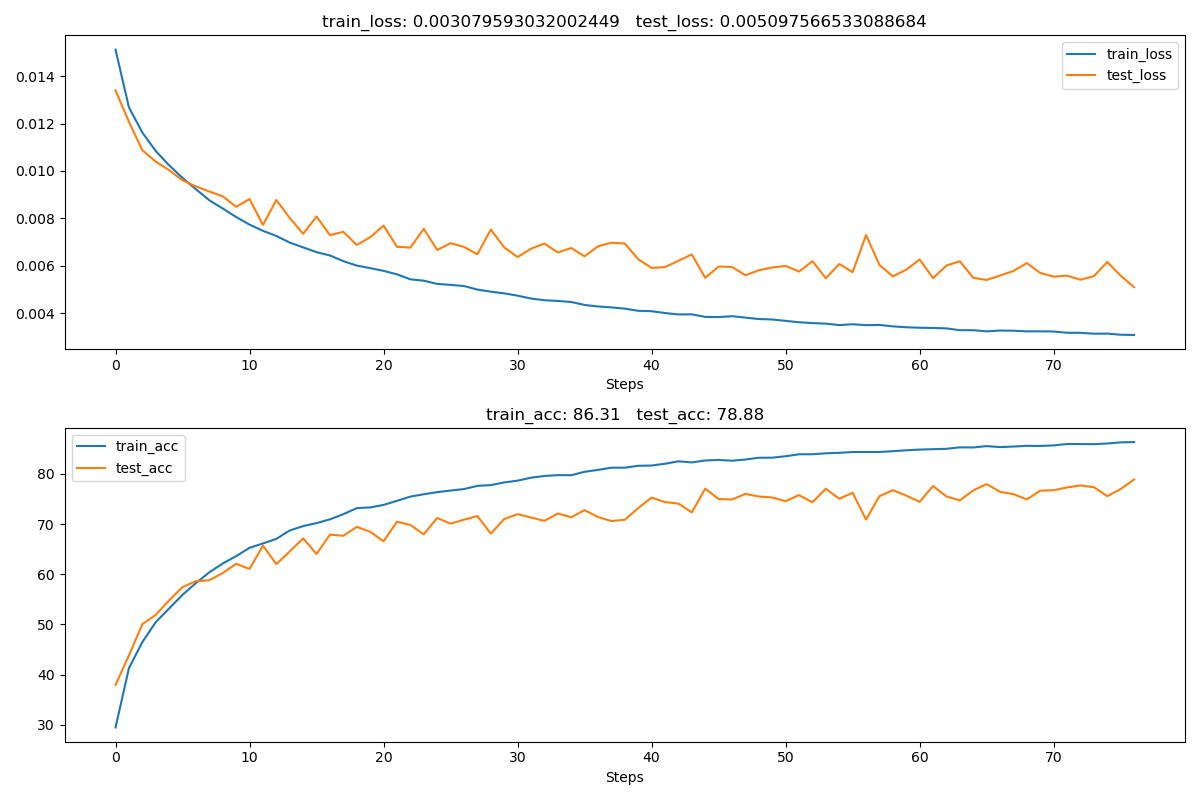 train_loss: 0.003079593032002449   test_loss: 0.005097566533088684
train_loss
test_loss
0.014
0.012
0.010
0.008
0.006
0.004
0 10 20 30 40 50 60 70
Steps
train_acc: 86.31   test_acc: 78.88
train_acc
test_acc
80
70
60
50
40
30
0 10 20 30 40 50 60 70
Steps